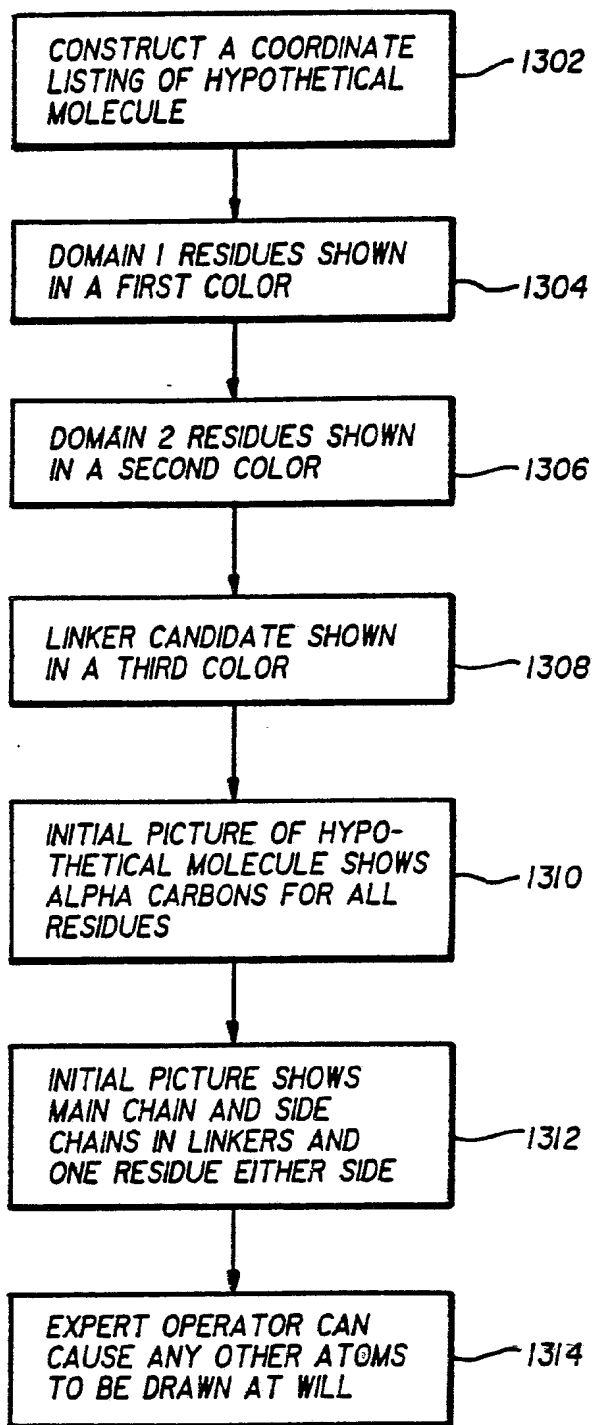 CONSTRUCT A COORDINATE
LISTING OF HYPOTHETICAL
MOLECULE
1302
DOMAIN 1 RESIDUES SHOWN
IN A FIRST COLOR
1304
DOMAIN 2 RESIDUES SHOWN
IN A SECOND COLOR
1306
LINKER CANDIDATE SHOWN
IN A THIRD COLOR
1308
INITIAL PICTURE OF HYPO-
THETICAL MOLECULE SHOWS
ALPHA CARBONS FOR ALL
RESIDUES
1310
INITIAL PICTURE SHOWS
MAIN CHAIN AND SIDE
CHAINS IN LINKERS AND
ONE RESIDUE EITHER SIDE
1312
EXPERT OPERATOR CAN
CAUSE ANY OTHER ATOMS
TO BE DRAWN AT WILL
1314